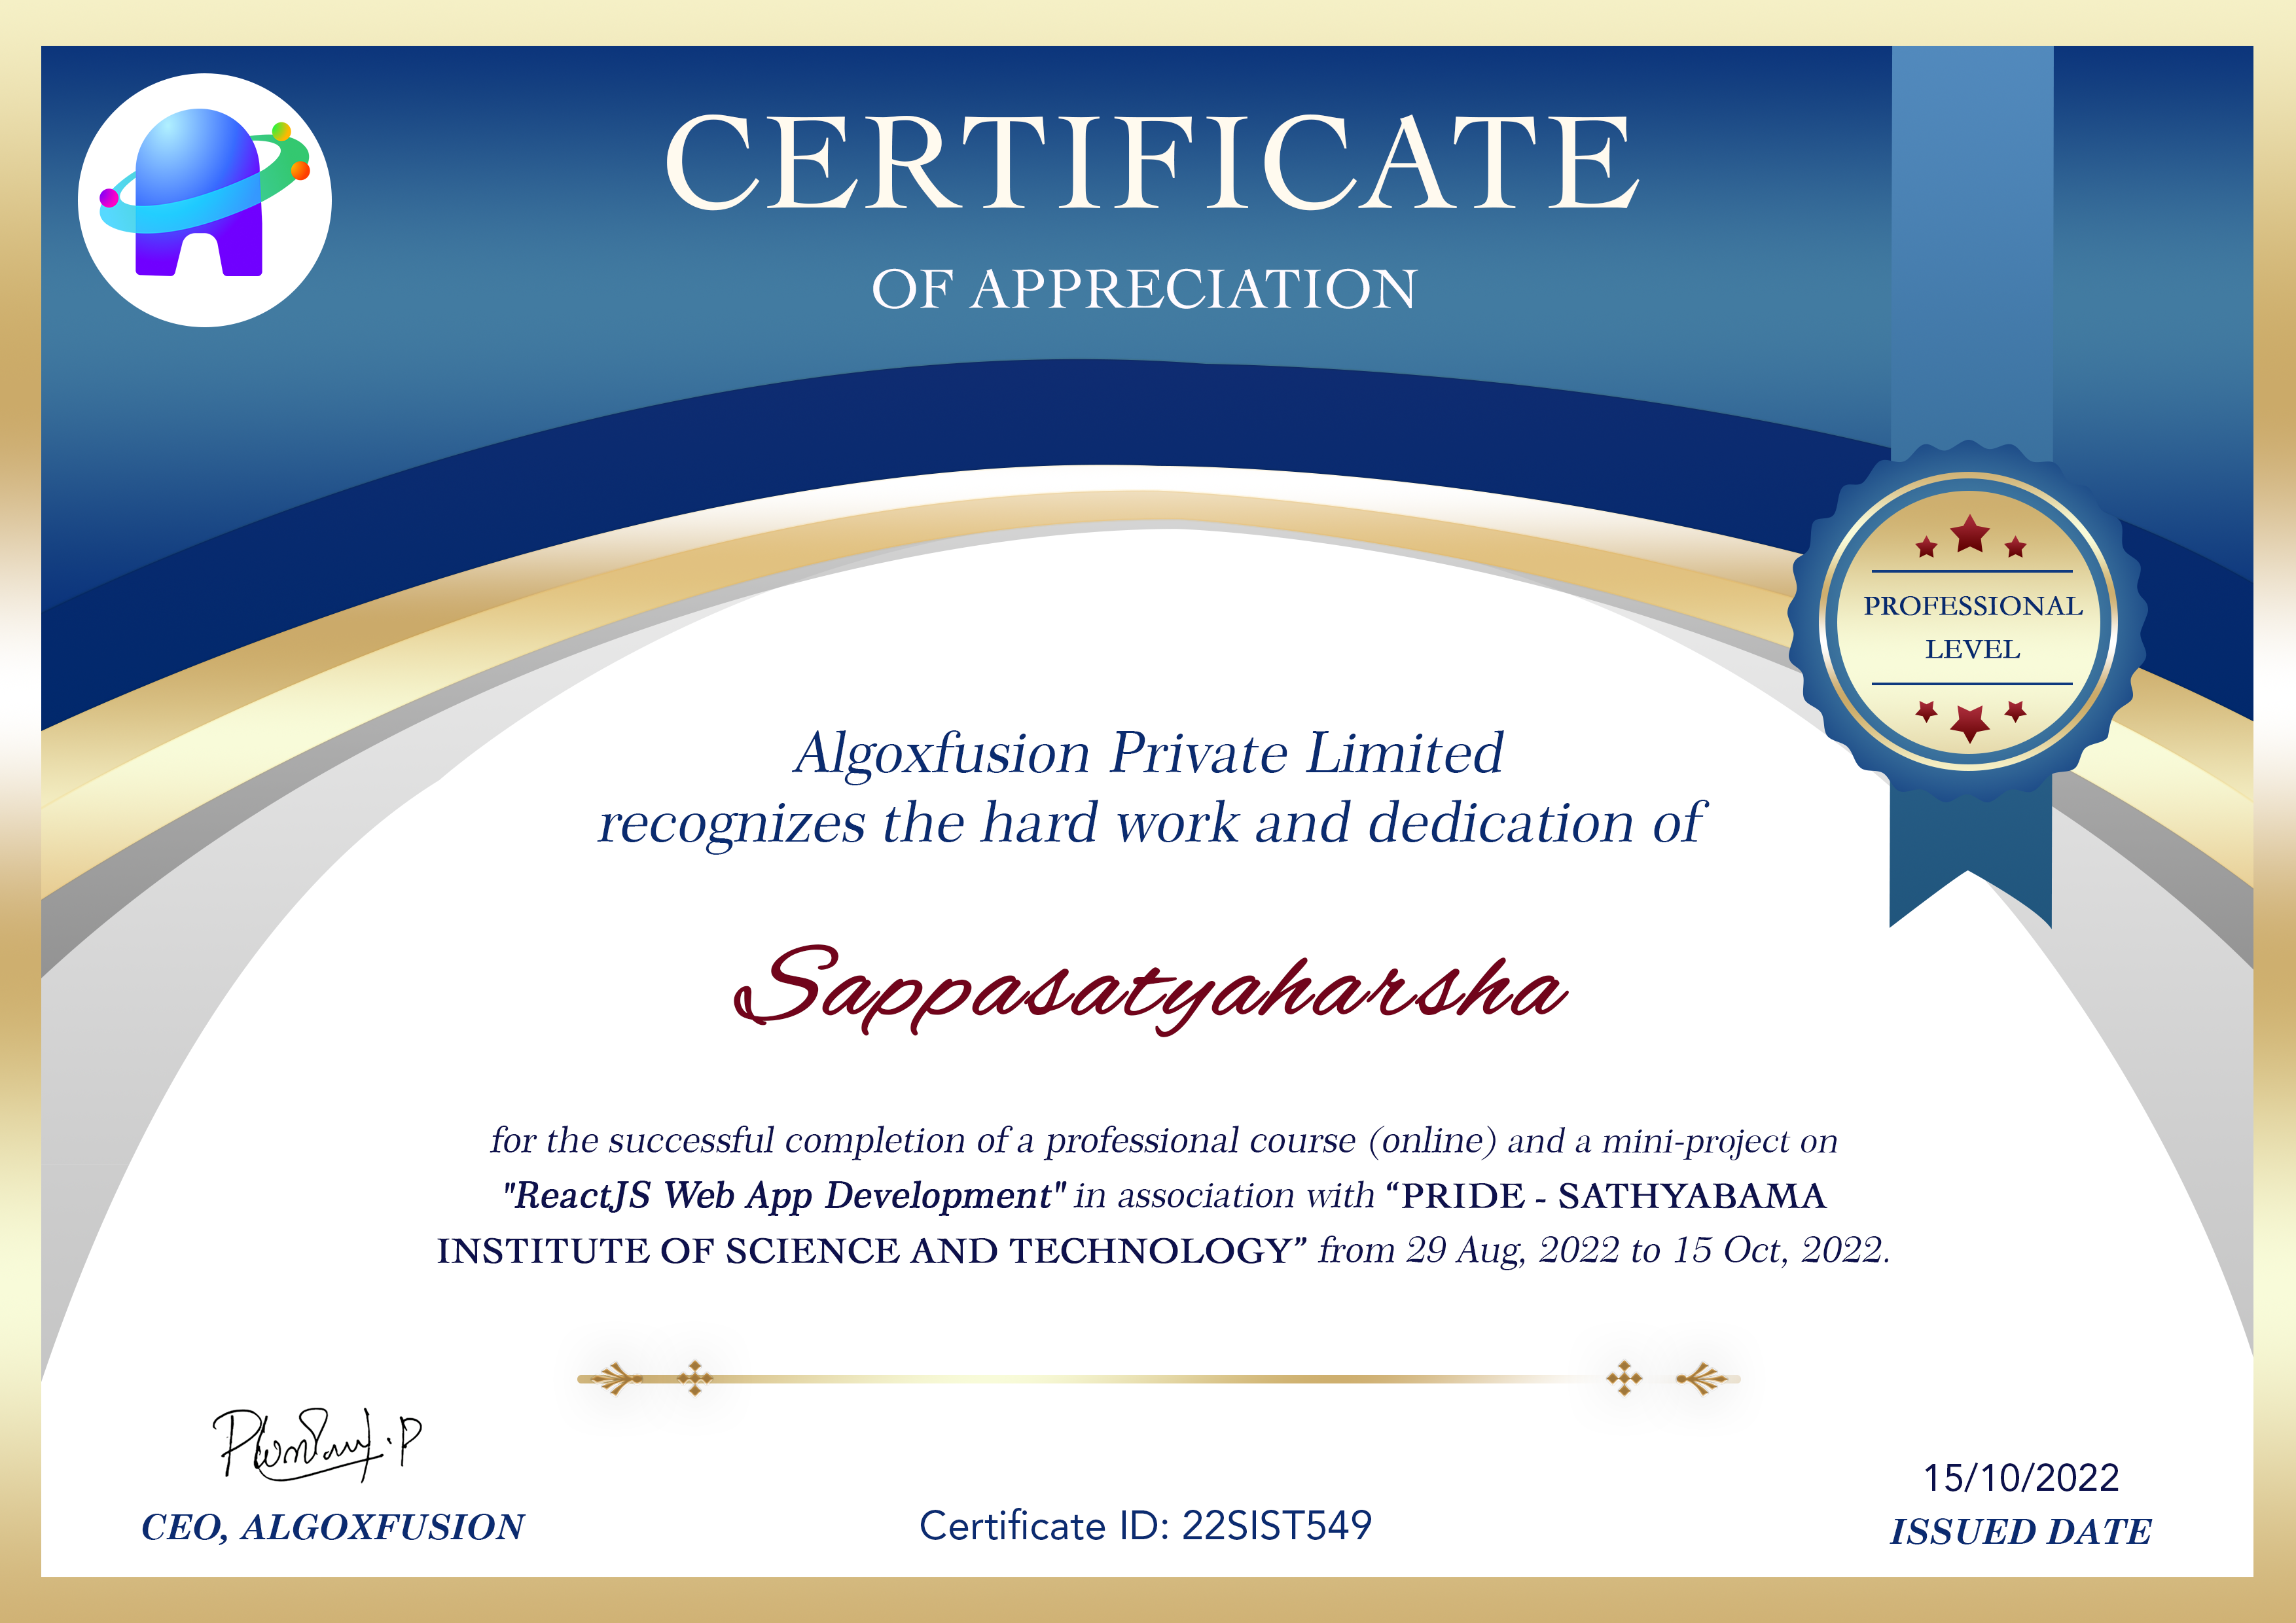 CERTIFICATE
OF APPRECIATION
PROFESSIONAL
LEVEL
Algoxfusion Private Limited
recognizes the hard work and dedication of
Sappasatyaharsha
for the successful completion of a professional course (online) and a mini-project on
"ReactJS Web App Development" in association with “PRIDE - SATHYABAMA
INSTITUTE OF SCIENCE AND TECHNOLOGY” from 29 Aug, 2022 to 15 Oct, 2022.
CEO, ALGOXFUSION
Certificate ID: 22SIST549
15/10/2022
ISSUED DATE